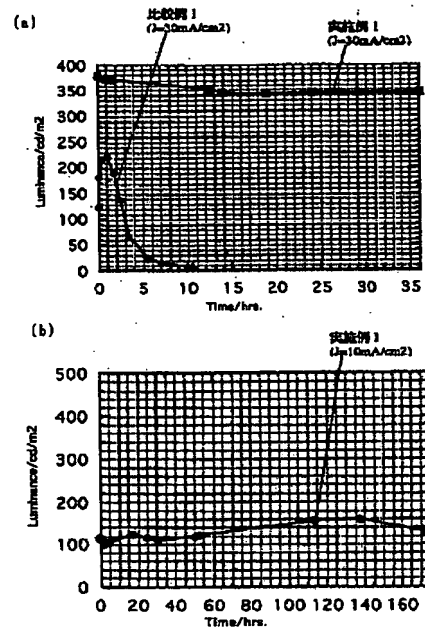 (a)
比較例 1
(J=30mA/cm2)
実施例 1
(J=30mA/cm2)
400
350
300
250
200
150
100
50
0
Luminance/cd/m2
0 5 10 15 20 25 30 35
Time/hrs.
(b)
実施例 1
(J=10mA/cm2)
500
400
300
200
100
0
Luminance/cd/m2
0 20 40 60 80 100 120 140 160
Time/hrs.